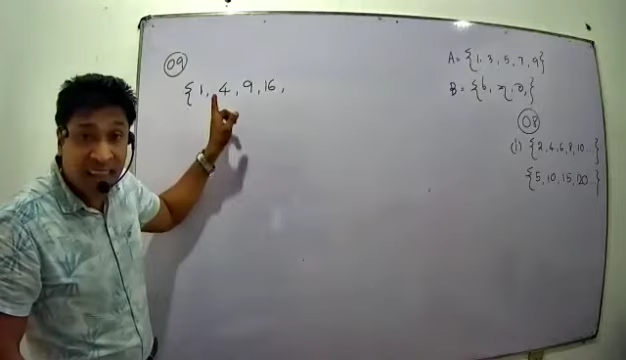 09
{1, 4, 9, 16,
A = {1, 3, 5, 7, 9}
08
(1) {2, 4, 6, 8, 10 .. }
{5, 10, 15, 20 }